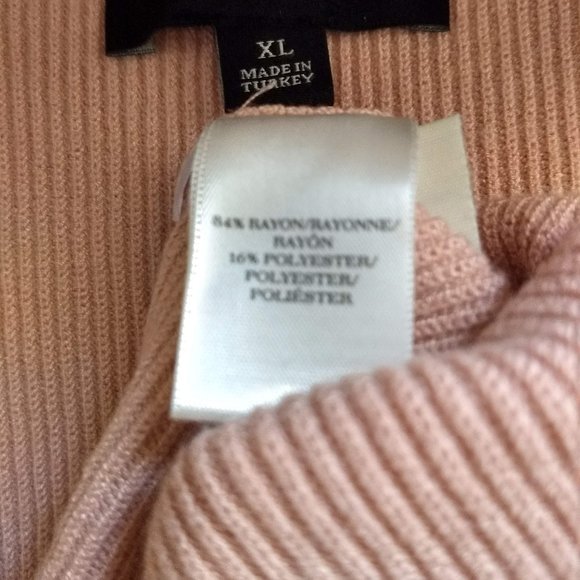 XL
MADE IN
TURKEY
84% RAYON/RAYONNE/
RAYÓN
16% POLYESTER/
POLYESTER/
POLIÉSTER